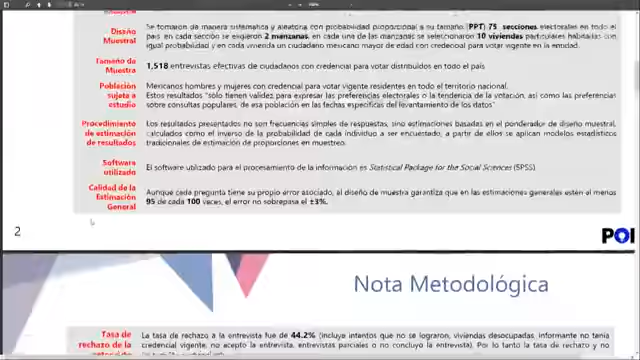 Se tomaron de manera sistemática y aleatoria con probabilidad proporcional a su tamaño (PPT) 75 secciones electorales en todo el
Diseño
Muestral
país, en cada sección se eligieron 2 manzanas, en cada una de las manzanas se seleccionaron 10 viviendas particulares habitadas con
igual probabilidad y en cada vivienda un ciudadano mexicano mayor de edad con credencial para votar vigente en la entidad.
Tamaño de
Muestra
1,518 entrevistas efectivas de ciudadanos con credencial para votar distribuidos en todo el país
Población
sujeta a
estudio
Mexicanos hombres y mujeres con credencial para votar vigente residentes en todo el territorio nacional.
Estos resultados "sólo tienen validez para expresar las preferencias electorales o la tendencia de la votación, así como las preferencias
sobre consultas populares, de esa población en las fechas específicas del levantamiento de los datos"
Procedimiento
de estimación
de resultados
Los resultados presentados no son frecuencias simples de respuestas, sino estimaciones basadas en el ponderador de diseño muestral,
calculados como el inverso de la probabilidad de cada individuo a ser encuestado, a partir de ellos se aplican modelos estadísticos
tradicionales de estimación de proporciones en muestreo.
Software
utilizado
El software utilizado para el procesamiento de la información es Statistical Package for the Social Sciences (SPSS).
Calidad de la
Estimación
General
Aunque cada pregunta tiene su propio error asociado, el diseño de muestra garantiza que en las estimaciones generales estén al menos
95 de cada 100 veces, el error no sobrepasa el ±3%.
2
POI
Nota Metodológica
Tasa de
rechazo de la
La tasa de rechazo a la entrevista fue de 44.2% (incluye intentos que no se lograron, viviendas desocupadas, informante no tenía
credencial vigente, no acepto la entrevista, entrevistas parciales o no concluyo la entrevista). Por lo tanto la tasa de rechazo y no